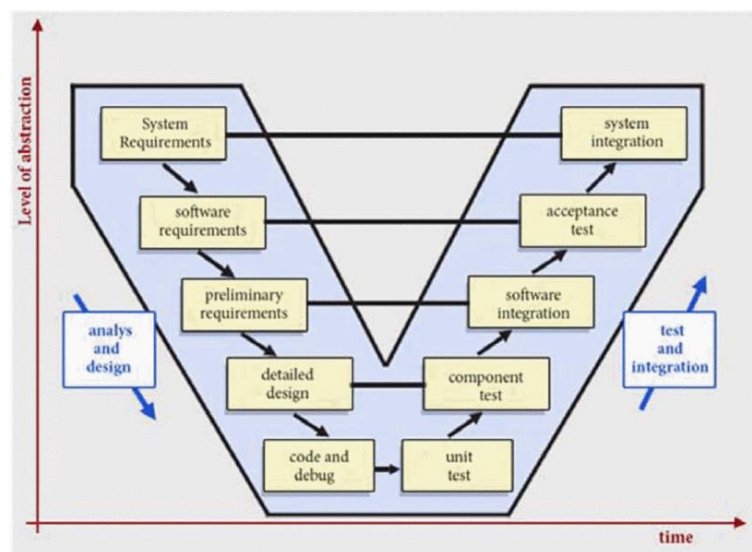 Level of abstraction
System
Requirements
system
integration
software
requirements
acceptance
test
preliminary
requirements
software
integration
analys
and
design
test
and
integration
detailed
design
component
test
code and
debug
unit
test
time